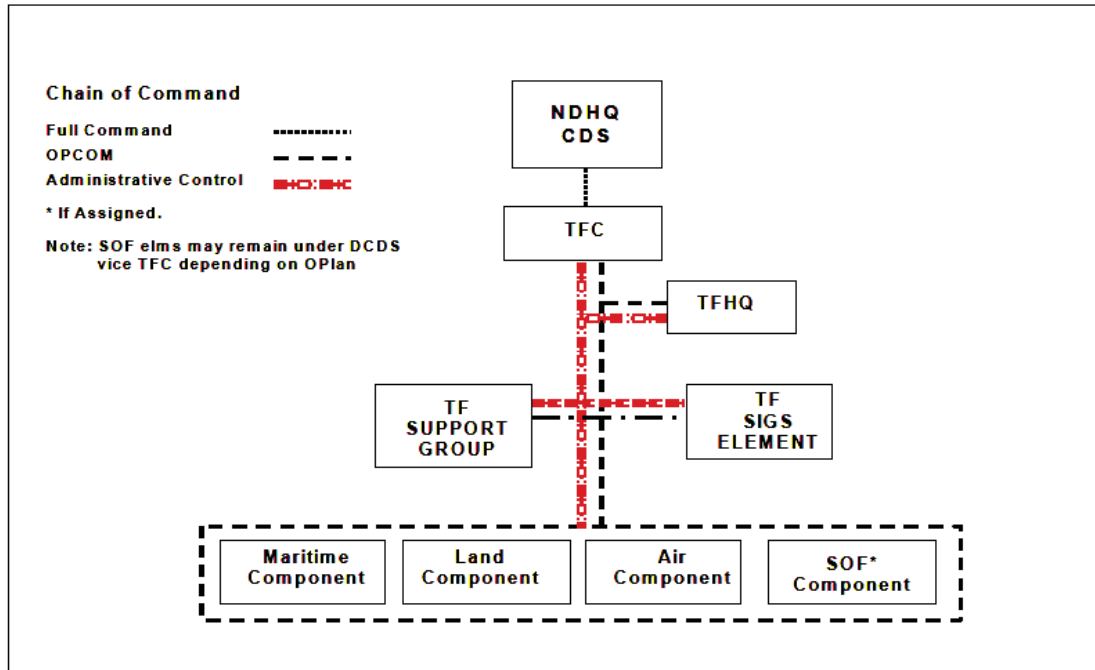 Chain of Command
Full Command
OPCOM
Administrative Control
* If Assigned.
Note: SOF elms may remain under DCDS
vice TFC depending on OPlan
NDHQ
CDS
TFC
TFHQ
TF
SUPPORT
GROUP
TF
SIGS
ELEMENT
Maritime
Component
Land
Component
Air
Component
SOF*
Component